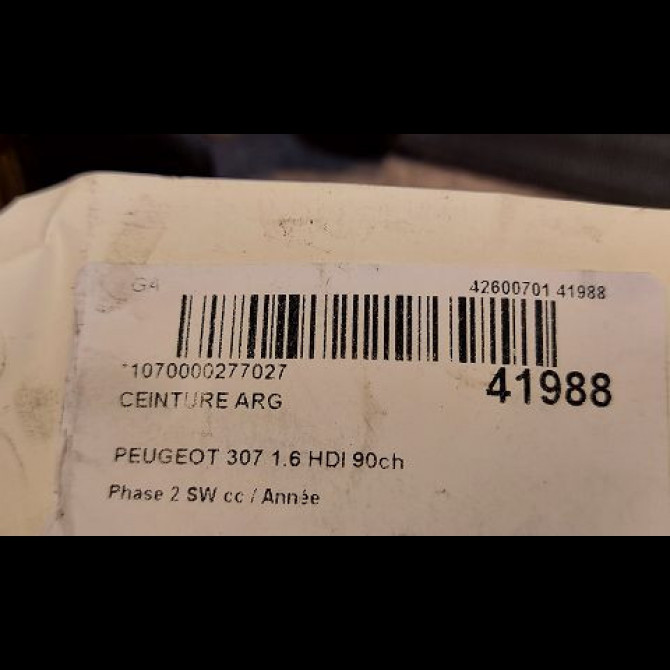 G4 42600701 41988
*1070000277027
41988
CEINTURE ARG
PEUGEOT 307 1.6 HDI 90ch
Phase 2 SW cc / Année